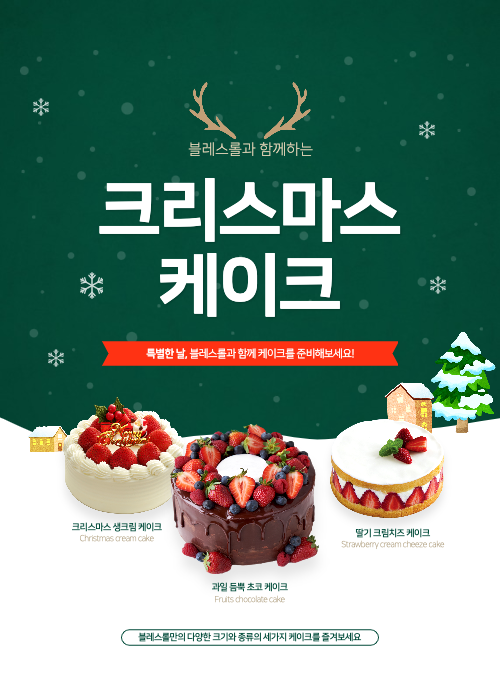 블레스롤과 함께하는
크리스마스
케이크
특별한 날, 블레스롤과 함께 케이크를 준비해보세요!
크리스마스 생크림 케이크
Christmas cream cake
딸기 크림치즈 케이크
Strawberry cream cheeze cake
과일 듬뿍 초코 케이크
Fruits chocolate cake
블레스롤만의 다양한 크기와 종류의 세가지 케이크를 즐겨보세요